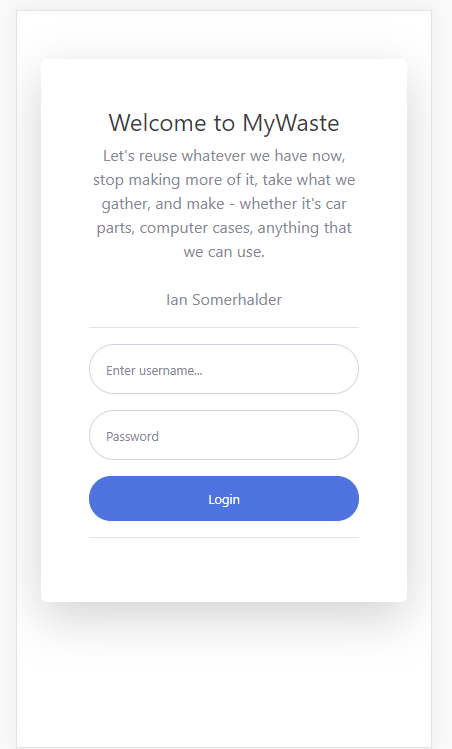 Welcome to MyWaste
Let's reuse whatever we have now,
stop making more of it, take what we
gather, and make - whether it's car
parts, computer cases, anything that
we can use.
Ian Somerhalder
Enter username...
Password
Login